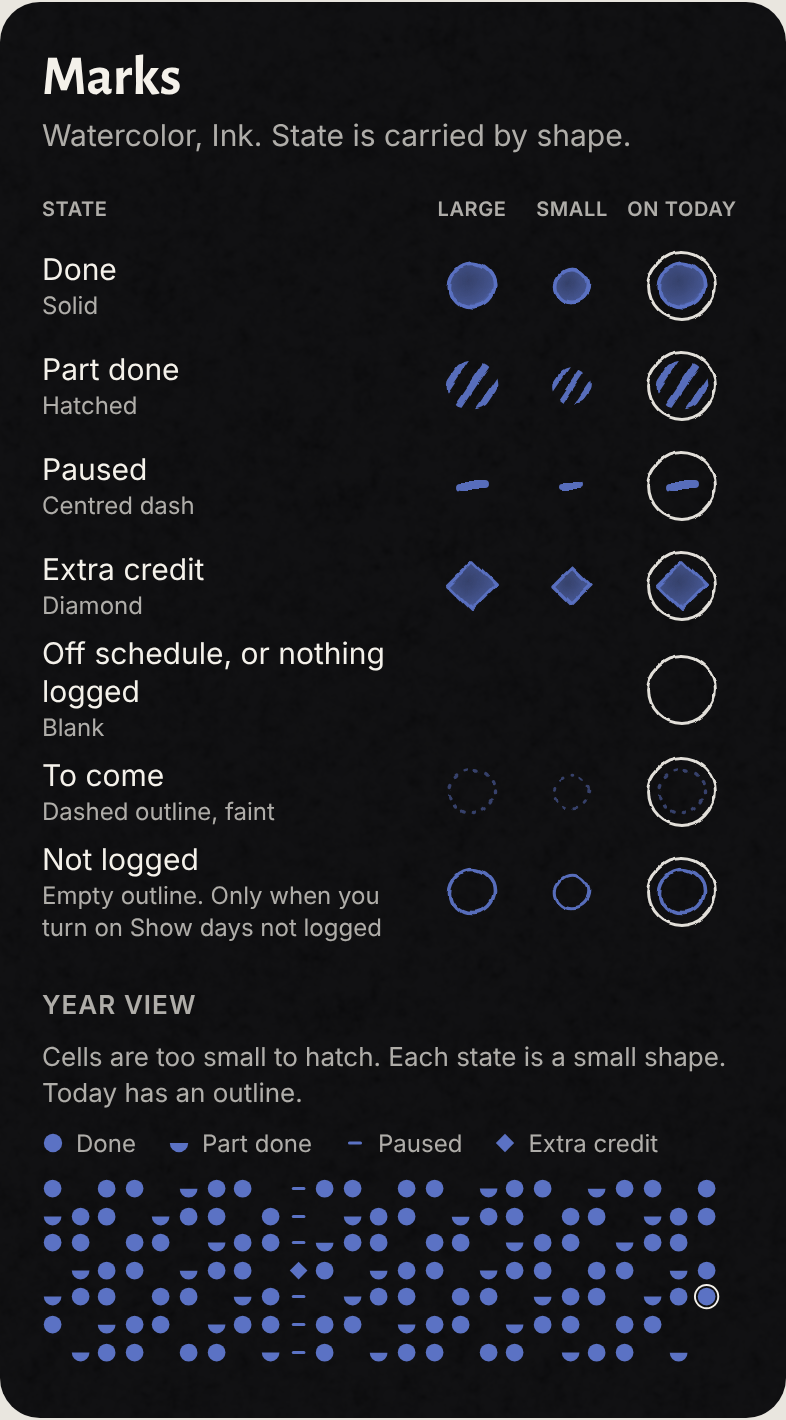 Marks
Watercolor, Ink. State is carried by shape.
STATE LARGE SMALL ON TODAY
Done
Solid
Part done
Hatched
Paused
Centred dash
Extra credit
Diamond
Off schedule, or nothing
logged
Blank
To come
Dashed outline, faint
Not logged
Empty outline. Only when you
turn on Show days not logged
YEAR VIEW
Cells are too small to hatch. Each state is a small shape.
Today has an outline.
Done Part done Paused Extra credit